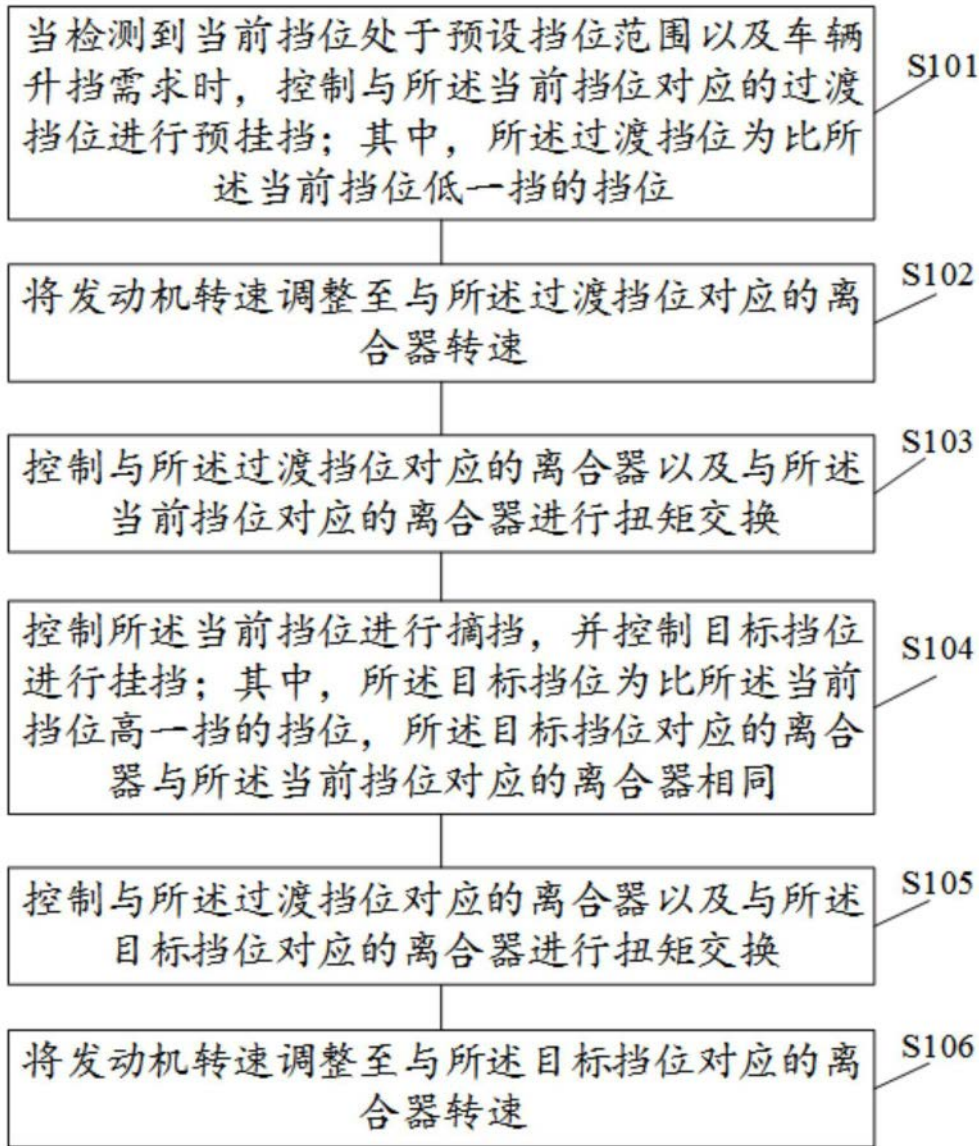 当检测到当前挡位处于预设挡位范围以及车辆
升挡需求时，控制与所述当前挡位对应的过渡
挡位进行预挂挡；其中，所述过渡挡位为比所
述当前挡位低一挡的挡位
S101
将发动机转速调整至与所述过渡挡位对应的离
合器转速
S102
控制与所述过渡挡位对应的离合器以及与所述
当前挡位对应的离合器进行扭矩交换
S103
控制所述当前挡位进行摘挡，并控制目标挡位
进行挂挡；其中，所述目标挡位为比所述当前
挡位高一挡的挡位，所述目标挡位对应的离合
器与所述当前挡位对应的离合器相同
S104
控制与所述过渡挡位对应的离合器以及与所述
目标挡位对应的离合器进行扭矩交换
S105
将发动机转速调整至与所述目标挡位对应的离
合器转速
S106